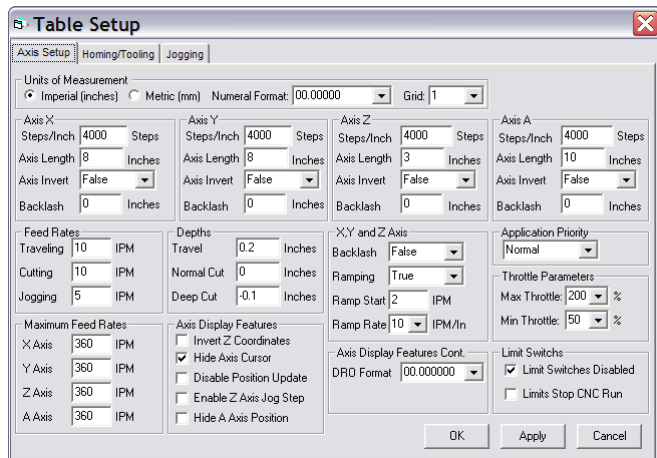 Table Setup
Axis Setup Homing/Tooling Jogging
Units of Measurement
Imperial (inches) Metric (mm) Numeral Format: 00.00000 Grid: 1
Axis X
Steps/Inch 4000 Steps
Axis Length 8 Inches
Axis Invert False
Backlash 0 Inches
Axis Y
Steps/Inch 4000 Steps
Axis Length 8 Inches
Axis Invert False
Backlash 0 Inches
Axis Z
Steps/Inch 4000 Steps
Axis Length 3 Inches
Axis Invert False
Backlash 0 Inches
Axis A
Steps/Inch 4000 Steps
Axis Length 10 Inches
Axis Invert False
Backlash 0 Inches
Feed Rates
Traveling 10 IPM
Cutting 10 IPM
Jogging 5 IPM
Depths
Travel 0.2 Inches
Normal Cut 0 Inches
Deep Cut -0.1 Inches
X,Y and Z Axis
Backlash False
Ramping True
Ramp Start 2 IPM
Ramp Rate 10 IPM/In
Application Priority
Normal
Throttle Parameters
Max Throttle: 200 %
Min Throttle: 50 %
Maximum Feed Rates
X Axis 360 IPM
Y Axis 360 IPM
Z Axis 360 IPM
A Axis 360 IPM
Axis Display Features
Invert Z Coordinates
Hide Axis Cursor
Disable Position Update
Enable Z Axis Jog Step
Hide A Axis Position
Axis Display Features Cont.
DRO Format 00.000000
Limit Switchs
Limit Switches Disabled
Limits Stop CNC Run
OK Apply Cancel